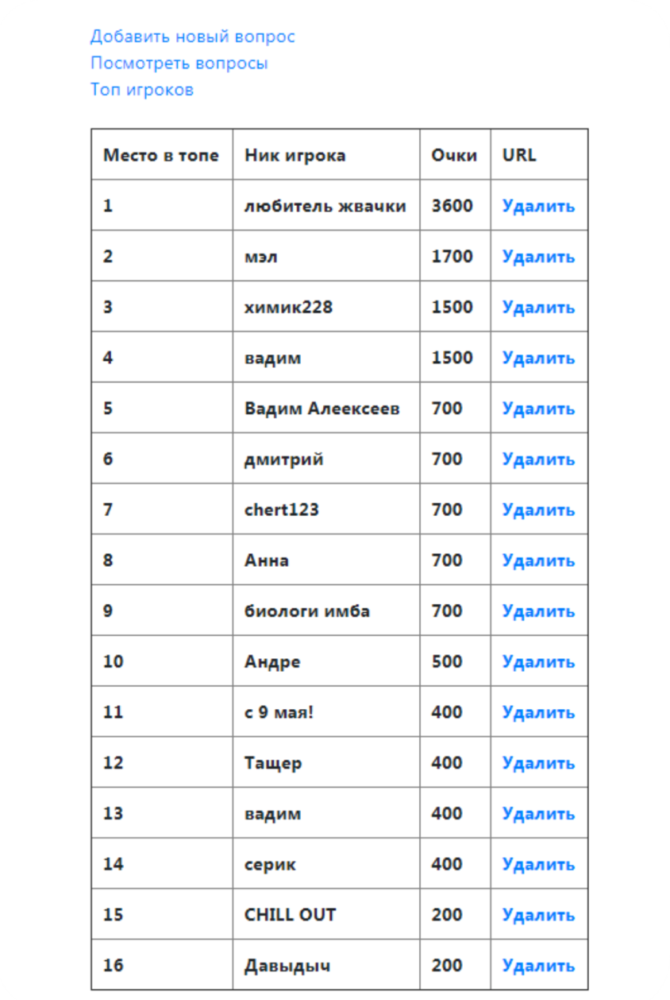 Добавить новый вопрос
Посмотреть вопросы
Топ игроков
Место в топе Ник игрока Очки URL
1 любитель жвачки 3600 Удалить
2 мэл 1700 Удалить
3 химик228 1500 Удалить
4 вадим 1500 Удалить
5 Вадим Алеексеев 700 Удалить
6 дмитрий 700 Удалить
7 chert123 700 Удалить
8 Анна 700 Удалить
9 биологи имба 700 Удалить
10 Андре 500 Удалить
11 с 9 мая! 400 Удалить
12 Тащер 400 Удалить
13 вадим 400 Удалить
14 серик 400 Удалить
15 CHILL OUT 200 Удалить
16 Давыдыч 200 Удалить